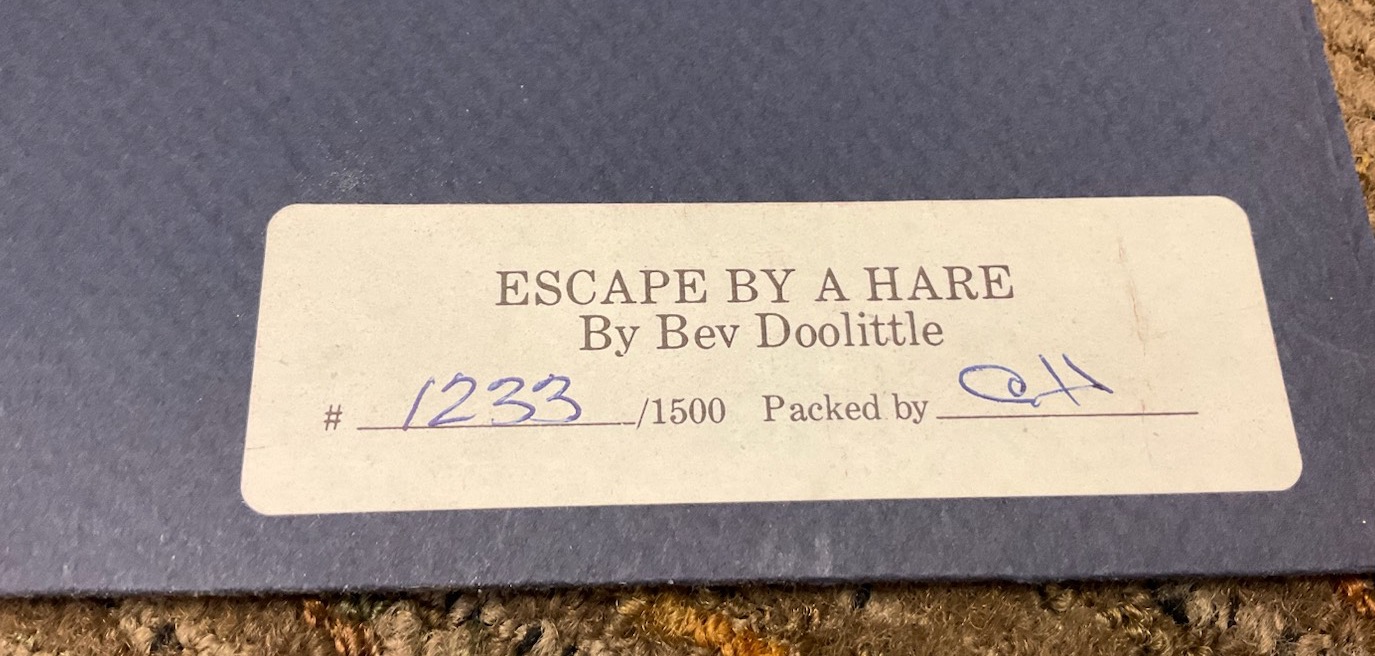 ESCAPE BY A HARE
By Bev Doolittle
# 1233 /1500 Packed by